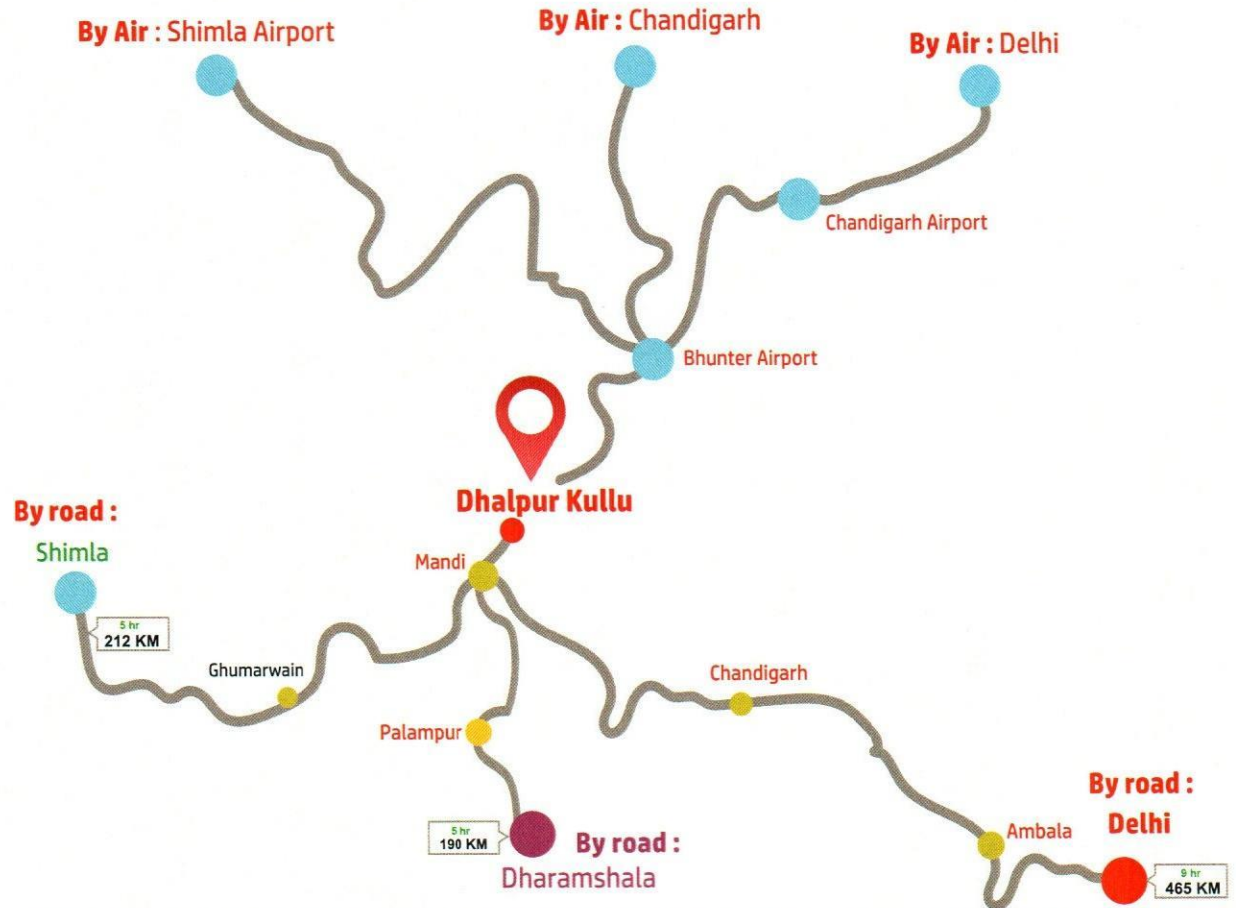 By Air : Shimla Airport
By Air : Chandigarh
By Air : Delhi
Chandigarh Airport
Bhunter Airport
Dhalpur Kullu
By road :
Shimla
5 hr
212 KM
Mandi
Ghumarwain
Chandigarh
Palampur
5 hr
190 KM
By road :
Dharamshala
Ambala
By road :
Delhi
9 hr
465 KM